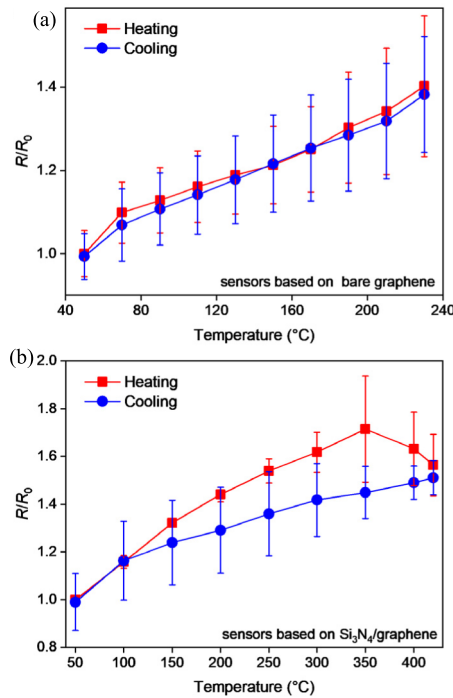 (a)
Heating
Cooling
1.4
1.2
1.0
R/R₀
sensors based on bare graphene
40 80 120 160 200 240
Temperature (°C)
(b)
2.0
Heating
Cooling
1.8
1.6
1.4
1.2
1.0
0.8
R/R₀
sensors based on Si₃N₄/graphene
50 100 150 200 250 300 350 400
Temperature (°C)